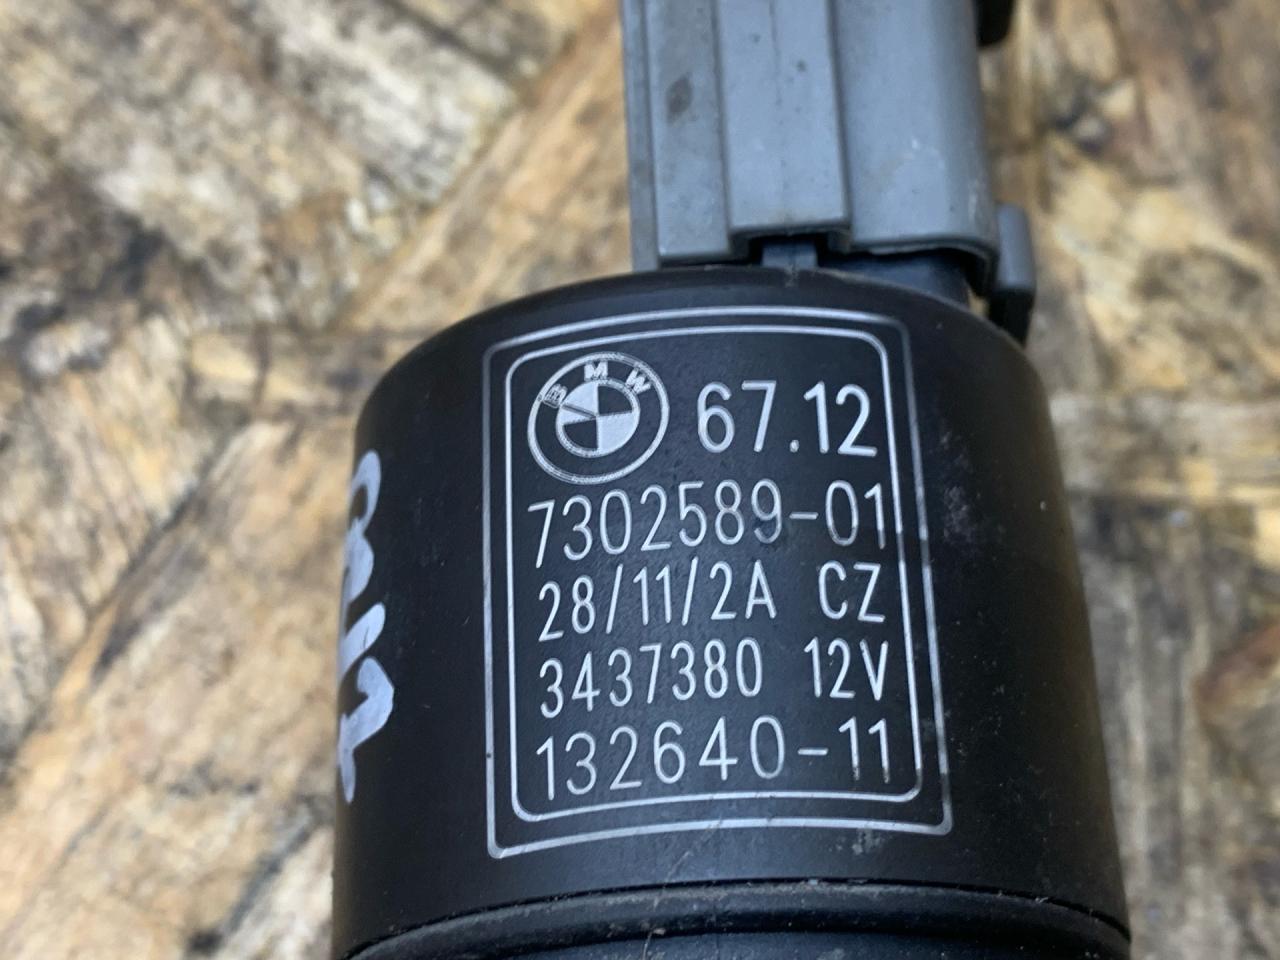 BMW
67.12
7302589-01
28/11/2A CZ
3437380 12V
132640-11